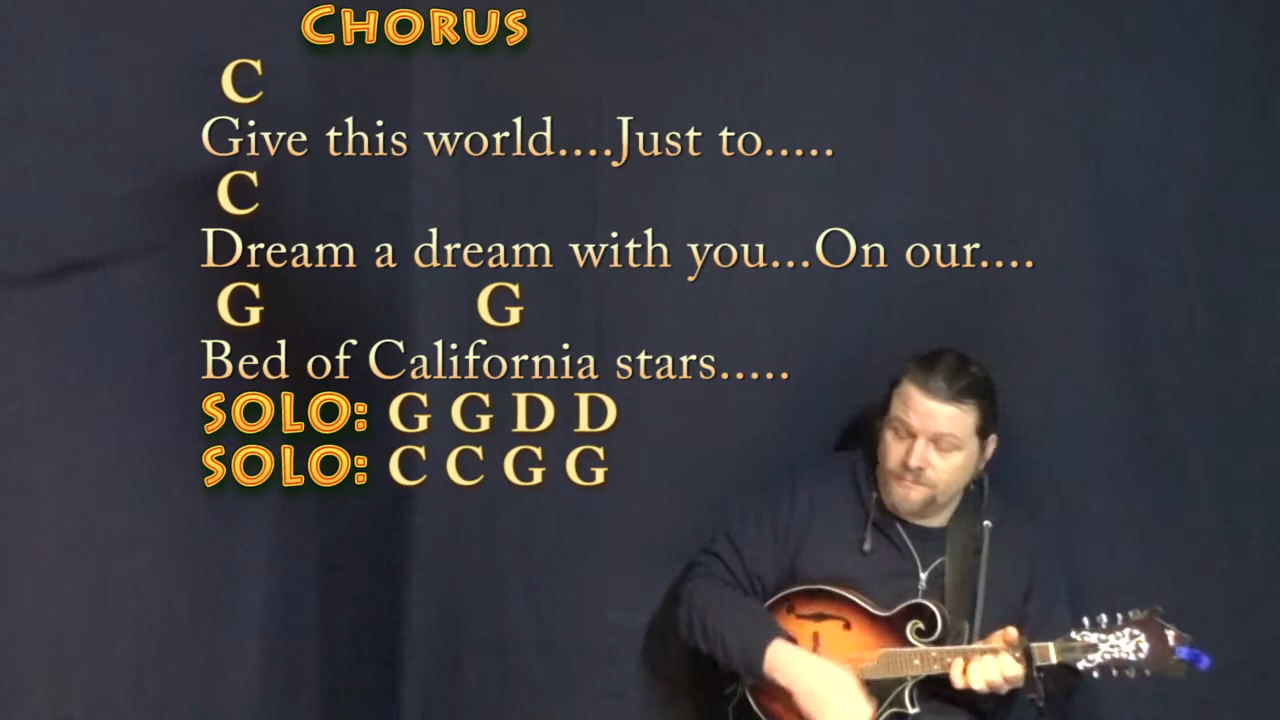 CHORUS
C
Give this world....Just to.....
C
Dream a dream with you...On our....
G G
Bed of California stars.....
SOLO: G G D D
SOLO: C C G G